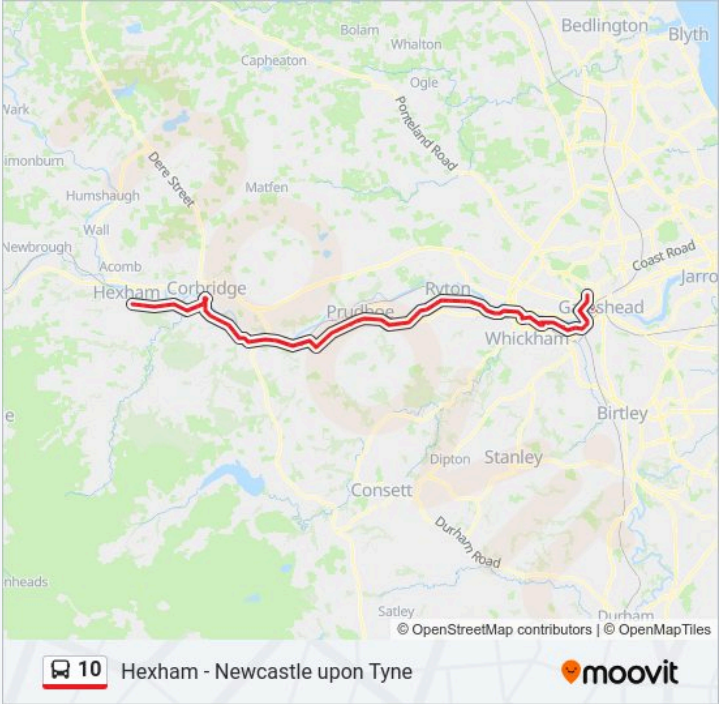 Bedlington
Bolam
Blyth
Whalton
Capheaton
Ogle
Wark
Ponteland Road
imonburn
Dere Street
Matfen
Humshaugh
Wall
Newbrough
Coast Road
Acomb
Jarro
Hexham
Corbridge
Ryton
Prudhoe
Gateshead
Whickham
e
Birtley
Dipton
Stanley
Consett
Durham Road
nheads
Satley
Durham
© OpenStreetMap contributors | © OpenMapTiles
10 Hexham - Newcastle upon Tyne
moovit